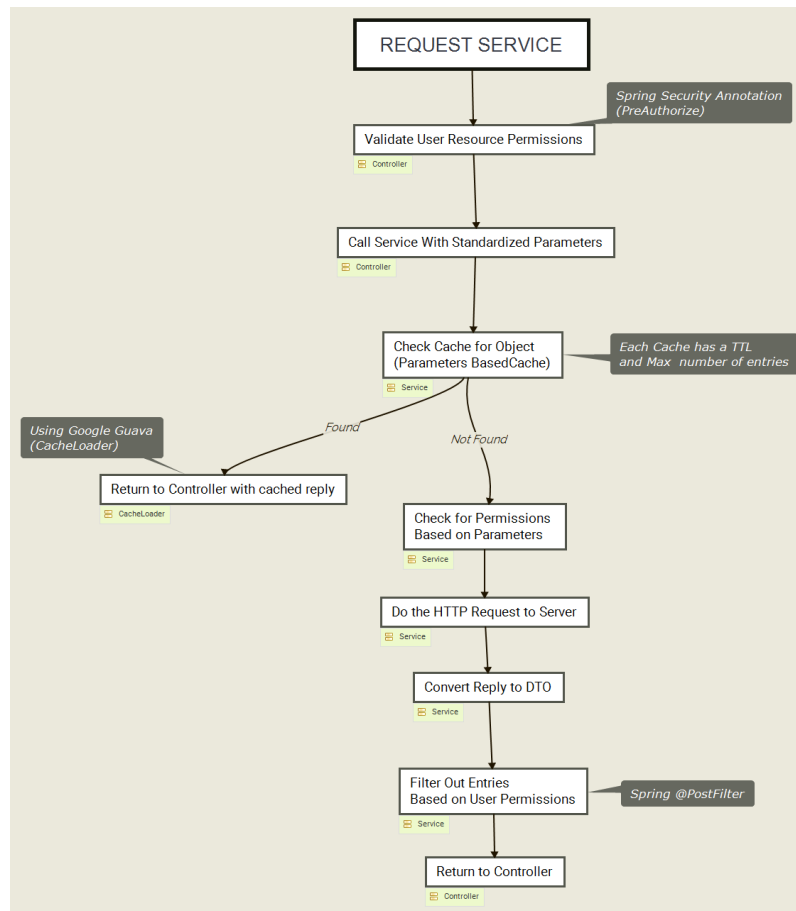 REQUEST SERVICE
Spring Security Annotation
(PreAuthorize)
Validate User Resource Permissions
Controller
Call Service With Standardized Parameters
Controller
Check Cache for Object
(Parameters BasedCache)
Service
Each Cache has a TTL
and Max number of entries
Found
Not Found
Using Google Guava
(CacheLoader)
Return to Controller with cached reply
CacheLoader
Check for Permissions
Based on Parameters
Service
Do the HTTP Request to Server
Service
Convert Reply to DTO
Service
Filter Out Entries
Based on User Permissions
Service
Spring @PostFilter
Return to Controller
Controller